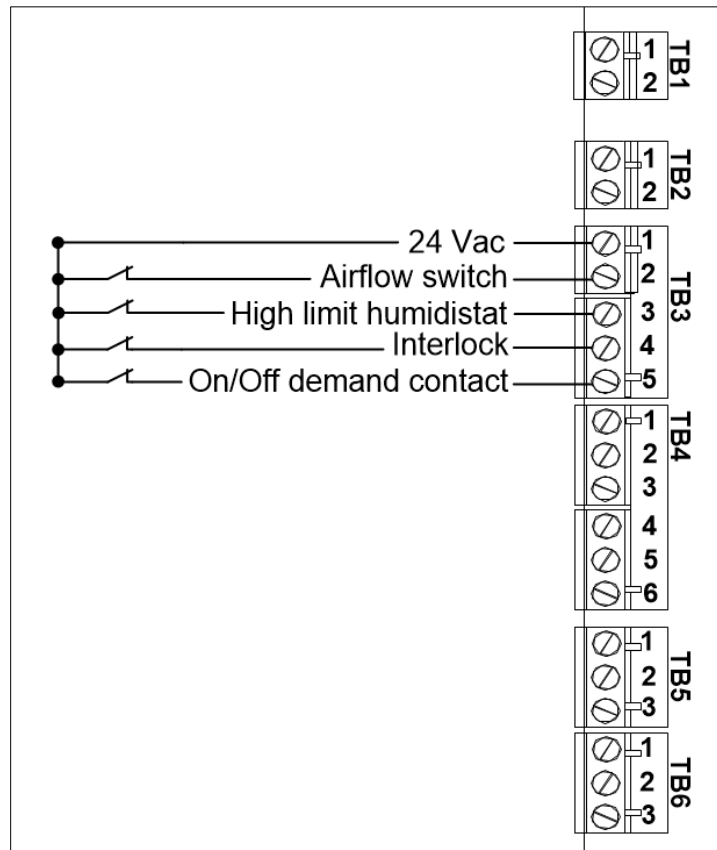 1
2
TB1
1
2
TB2
24 Vac 1
Airflow switch 2
High limit humidistat 3
Interlock 4
On/Off demand contact 5
TB3
1
2
3
4
5
6
TB4
1
2
3
TB5
1
2
3
TB6